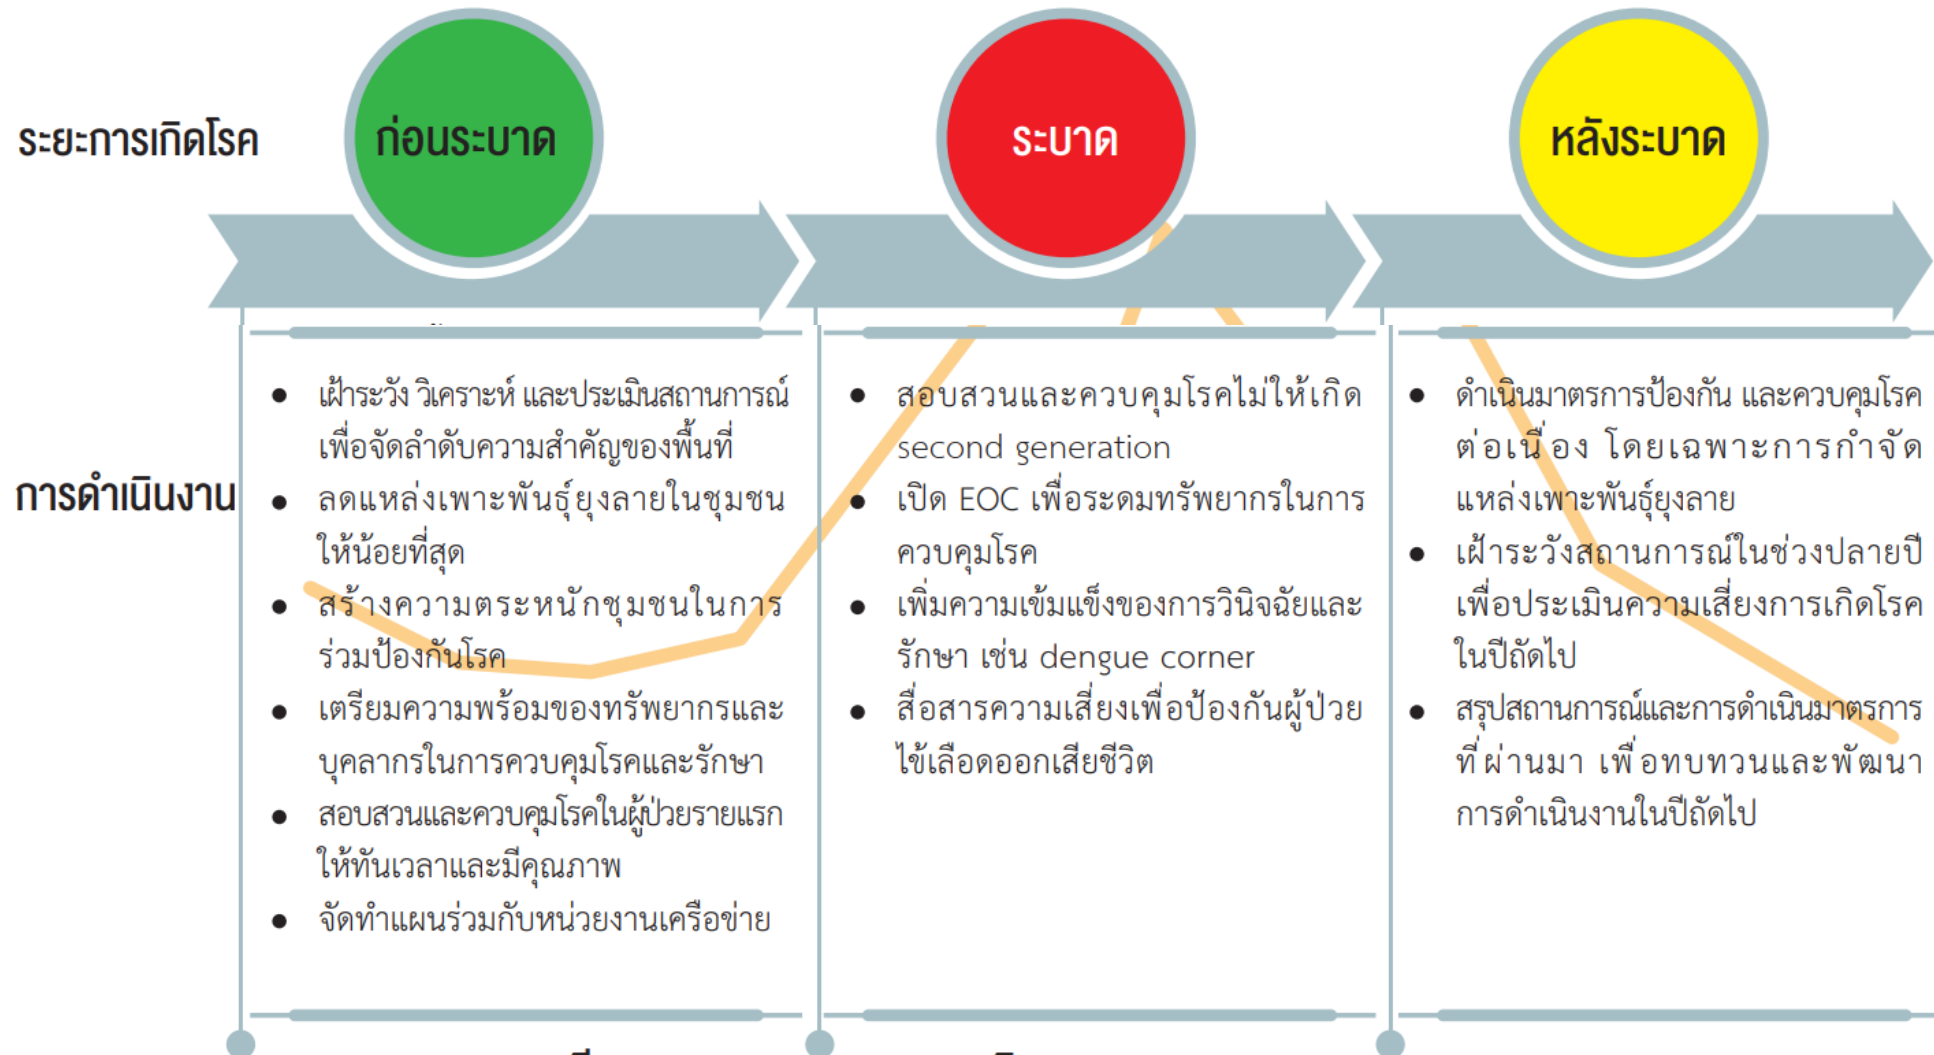 ระยะการเกิดโรค
ก่อนระบาด
ระบาด
หลังระบาด
การดำเนินงาน
● เฝ้าระวัง วิเคราะห์ และประเมินสถานการณ์
เพื่อจัดลำดับความสำคัญของพื้นที่
● ลดแหล่งเพาะพันธุ์ยุงลายในชุมชน
ให้น้อยที่สุด
● สร้างความตระหนักชุมชนในการ
ร่วมป้องกันโรค
● เตรียมความพร้อมของทรัพยากรและ
บุคลากรในการควบคุมโรคและรักษา
● สอบสวนและควบคุมโรคในผู้ป่วยรายแรก
ให้ทันเวลาและมีคุณภาพ
● จัดทำแผนร่วมกับหน่วยงานเครือข่าย
● สอบสวนและควบคุมโรคไม่ให้เกิด
second generation
● เปิด EOC เพื่อระดมทรัพยากรในการ
ควบคุมโรค
● เพิ่มความเข้มแข็งของการวินิจฉัยและ
รักษา เช่น dengue corner
● สื่อสารความเสี่ยงเพื่อป้องกันผู้ป่วย
ไข้เลือดออกเสียชีวิต
● ดำเนินมาตรการป้องกัน และควบคุมโรค
ต่อเนื่อง โดยเฉพาะการกำจัด
แหล่งเพาะพันธุ์ยุงลาย
● เฝ้าระวังสถานการณ์ในช่วงปลายปี
เพื่อประเมินความเสี่ยงการเกิดโรค
ในปีถัดไป
● สรุปสถานการณ์และการดำเนินมาตรการ
ที่ผ่านมา เพื่อทบทวนและพัฒนา
การดำเนินงานในปีถัดไป